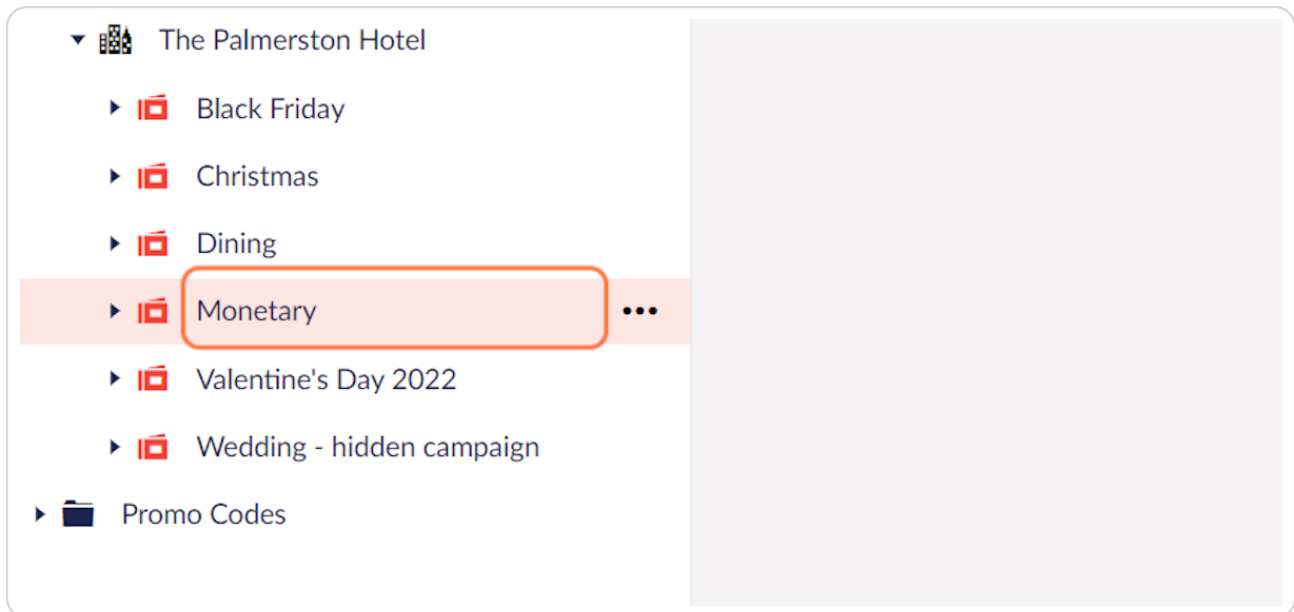 The Palmerston Hotel
Black Friday
Christmas
Dining
Monetary
Valentine's Day 2022
Wedding - hidden campaign
Promo Codes